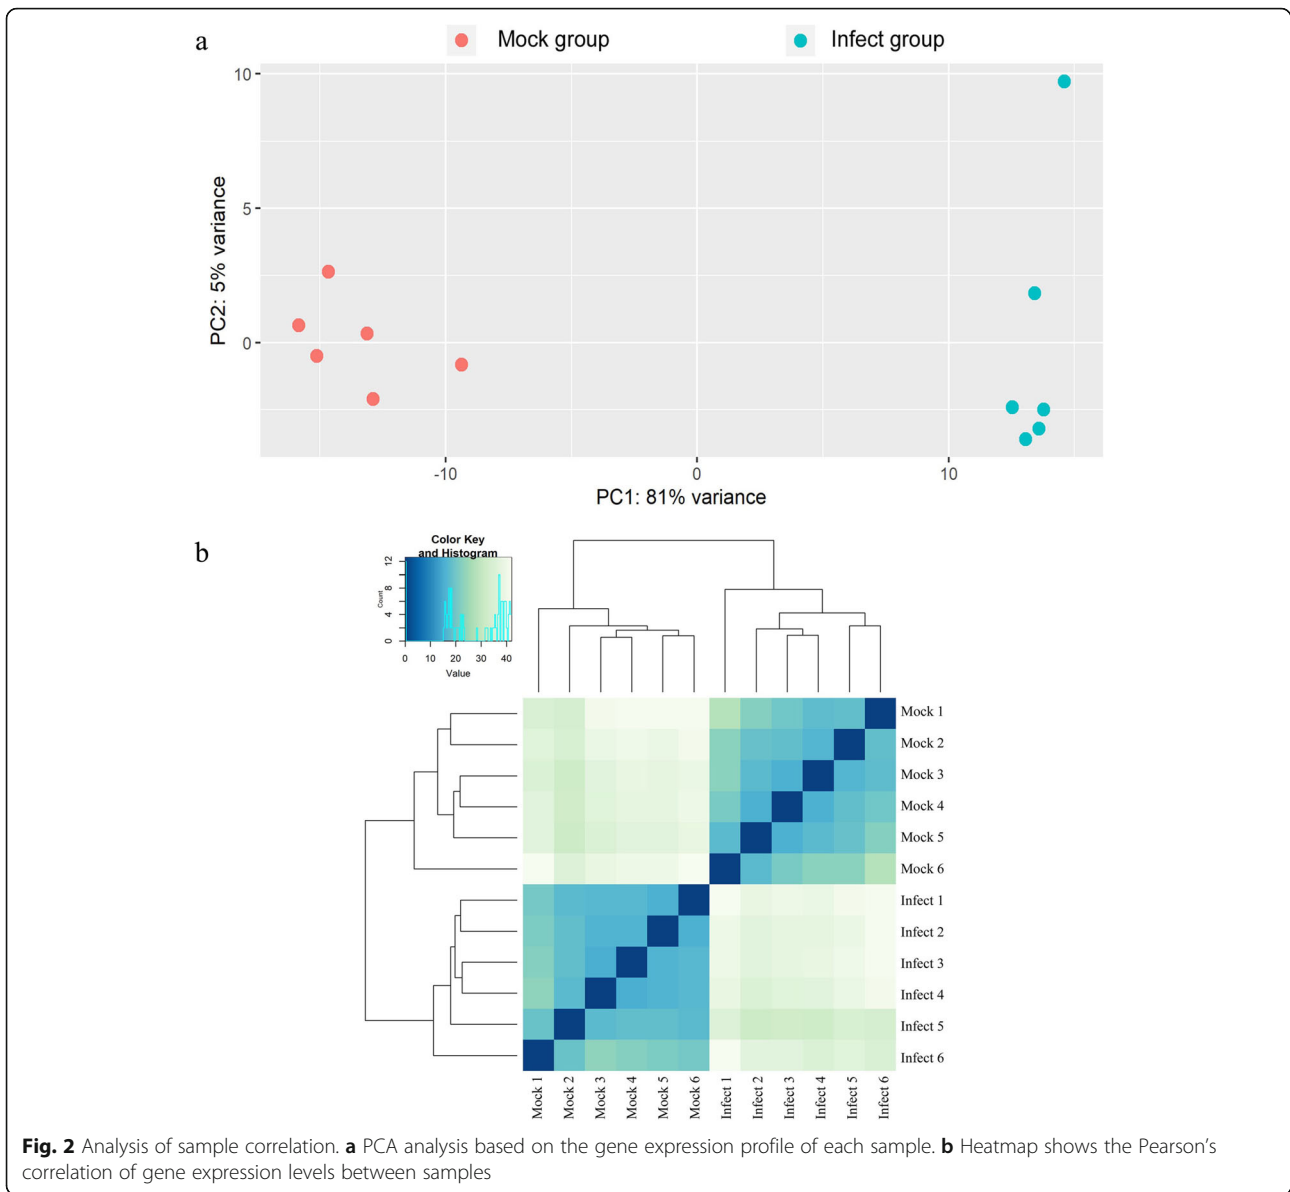 a
Mock group
Infect group
10
5
0
PC2: 5% variance
-10
0
10
PC1: 81% variance
b
Color Key
and Histogram
Count
12
8
4
0
0 10 20 30 40
Value
Mock 1
Mock 2
Mock 3
Mock 4
Mock 5
Mock 6
Infect 1
Infect 2
Infect 3
Infect 4
Infect 5
Infect 6
Mock 1
Mock 2
Mock 3
Mock 4
Mock 5
Mock 6
Infect 1
Infect 2
Infect 3
Infect 4
Infect 5
Infect 6
Fig. 2 Analysis of sample correlation. a PCA analysis based on the gene expression profile of each sample. b Heatmap shows the Pearson's
correlation of gene expression levels between samples